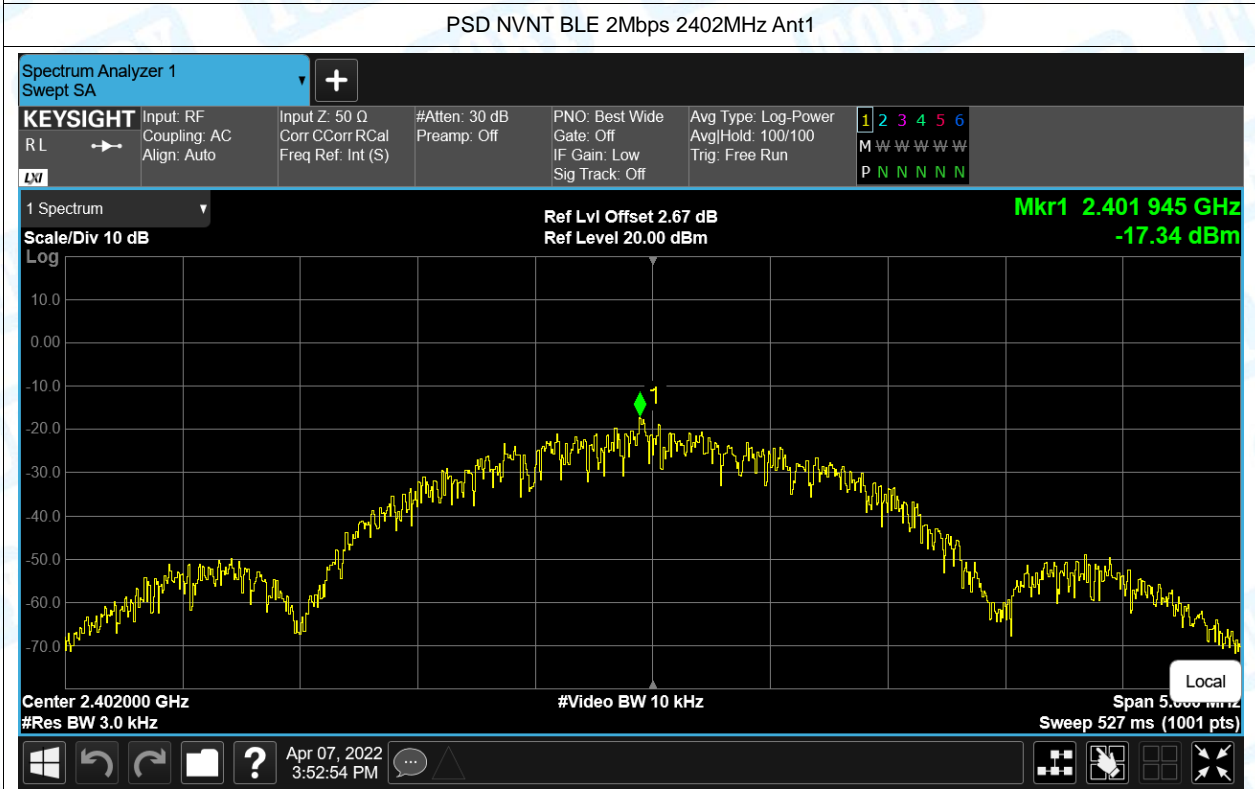 PSD NVNT BLE 2Mbps 2402MHz Ant1
Spectrum Analyzer 1
Swept SA
KEYSIGHT
R L
LXI
Input: RF
Coupling: AC
Align: Auto
Input Z: 50 Ω
Corr CCorr RCal
Freq Ref: Int (S)
#Atten: 30 dB
Preamp: Off
PNO: Best Wide
Gate: Off
IF Gain: Low
Sig Track: Off
Avg Type: Log-Power
Avg|Hold: 100/100
Trig: Free Run
1 2 3 4 5 6
M W W W W W
P N N N N N
1 Spectrum
Scale/Div 10 dB
Ref Lvl Offset 2.67 dB
Ref Level 20.00 dBm
Mkr1 2.401 945 GHz
-17.34 dBm
Log
10.0
0.00
-10.0
1
-20.0
-30.0
-40.0
-50.0
-60.0
-70.0
Local
Center 2.402000 GHz
#Video BW 10 kHz
Span 5.000 MHz
#Res BW 3.0 kHz
Sweep 527 ms (1001 pts)
Apr 07, 2022
3:52:54 PM